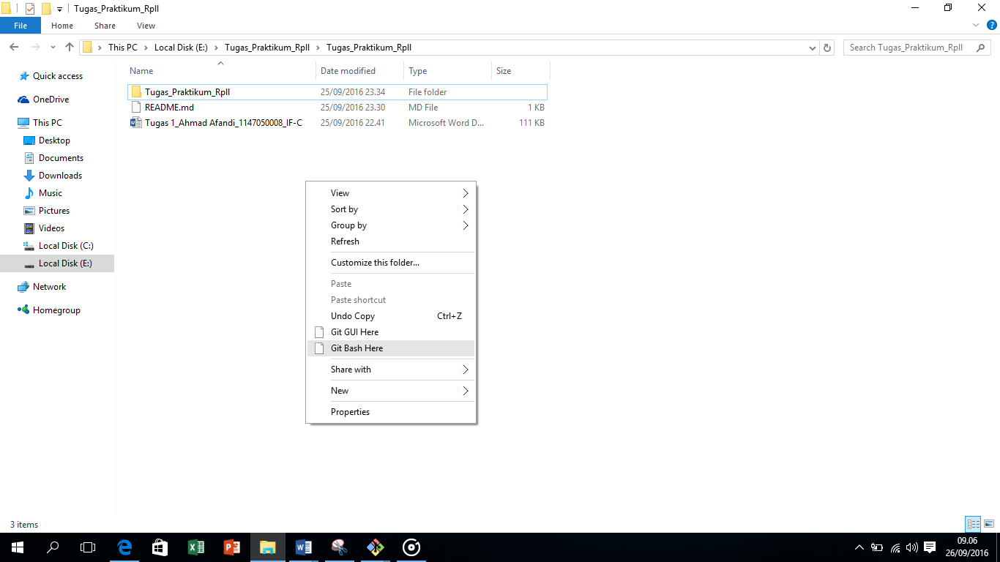 Tugas_Praktikum_Rpll
File Home Share View
This PC Local Disk (E:) Tugas_Praktikum_Rpll Tugas_Praktikum_Rpll
Search Tugas_Praktikum_Rpll
Quick access
OneDrive
This PC
Desktop
Documents
Downloads
Music
Pictures
Videos
Local Disk (C:)
Local Disk (E:)
Network
Homegroup
Name Date modified Type Size
Tugas_Praktikum_Rpll 25/09/2016 23.34 File folder
README.md 25/09/2016 23.30 MD File 1 KB
Tugas 1_Ahmad Afandi_1147050008_IF-C 25/09/2016 22.41 Microsoft Word D... 111 KB
View
Sort by
Group by
Refresh
Customize this folder...
Paste
Paste shortcut
Undo Copy Ctrl+Z
Git GUI Here
Git Bash Here
Share with
New
Properties
3 items
09.06
26/09/2016